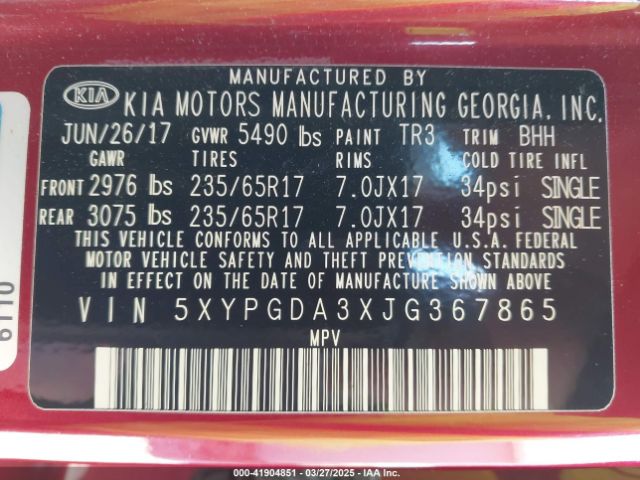 MANUFACTURED BY
KIA KIA MOTORS MANUFACTURING GEORGIA, INC.
JUN/26/17 GVWR 5490 lbs PAINT TR3 TRIM BHH
GAWR TIRES RIMS COLD TIRE INFL
FRONT 2976 lbs 235/65R17 7.0JX17 34psi SINGLE
REAR 3075 lbs 235/65R17 7.0JX17 34psi SINGLE
THIS VEHICLE CONFORMS TO ALL APPLICABLE U.S.A. FEDERAL
MOTOR VEHICLE SAFETY AND THEFT PREVENTION STANDARDS
IN EFFECT ON THE DATE OF MANUFACTURE SHOWN ABOVE
VIN 5XYPGDA3XJG367865
MPV
6110
000-41904851 — 03/27/2025 — IAA, Inc.